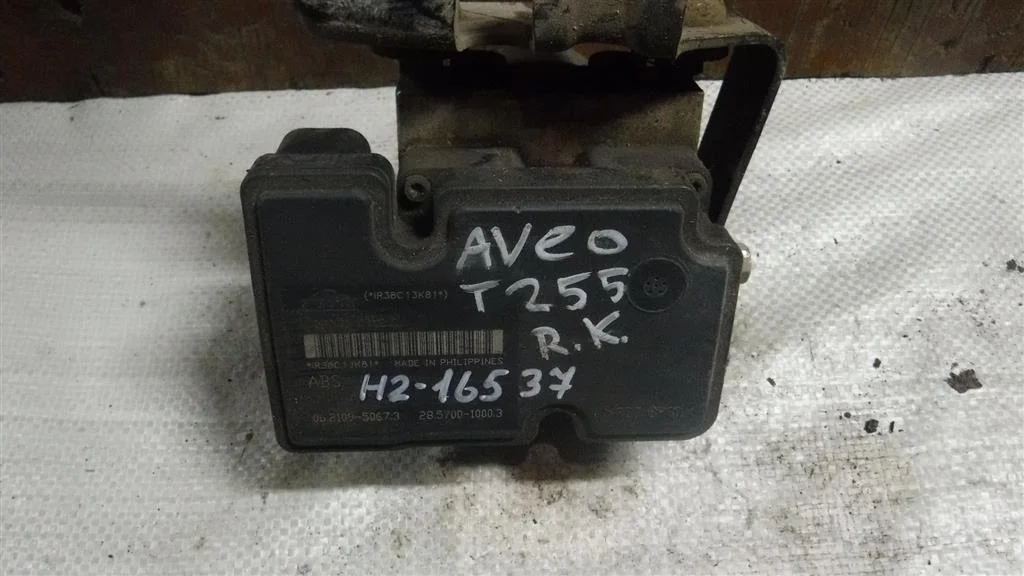 AVEO
T255
R.K.
(*IR38C13K81*)
*IR38C13K81* MADE IN PHILIPPINES
ABS
H2-16537
06.2109-5067.3 28.5700-1000.3